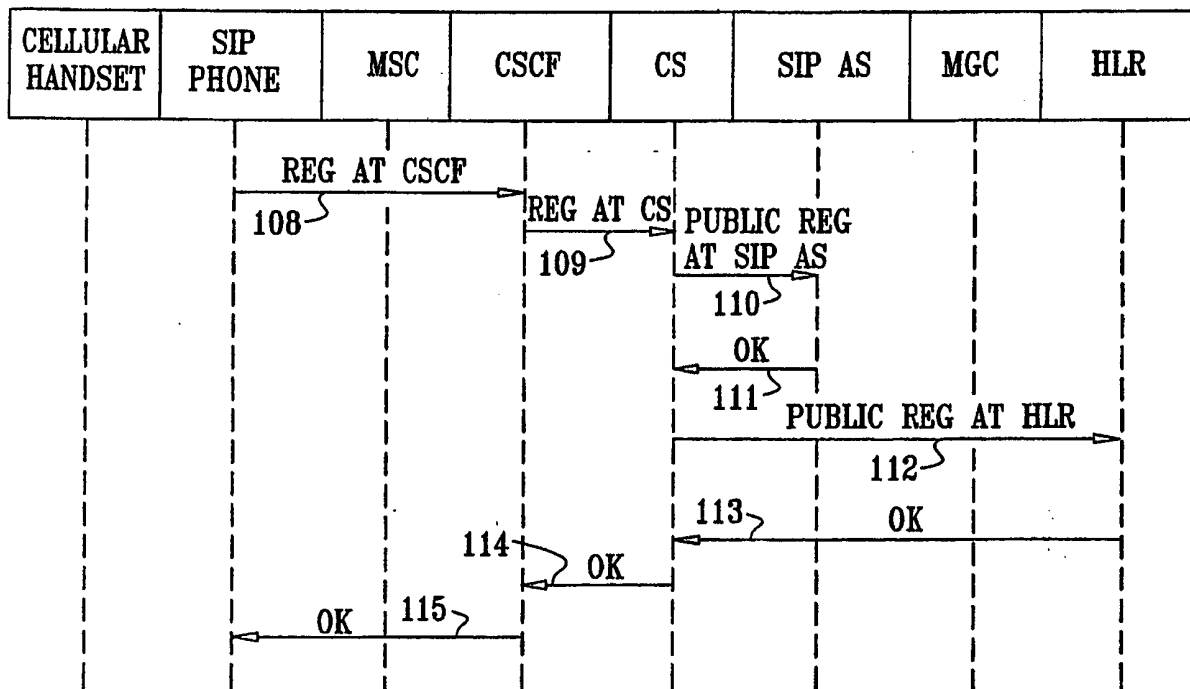 CELLULAR HANDSET
SIP PHONE
MSC
CSCF
CS
SIP AS
MGC
HLR
REG AT CSCF
108
REG AT CS
109
PUBLIC REG
AT SIP AS
110
OK
111
PUBLIC REG AT HLR
112
113
OK
114
OK
115
OK